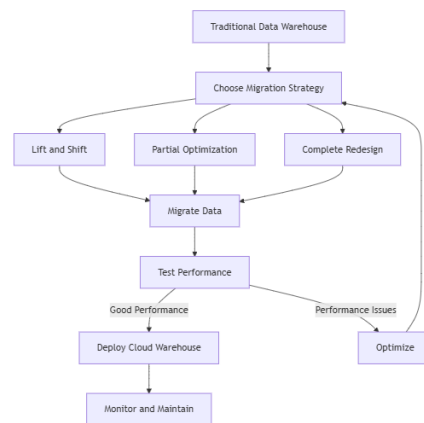 Traditional Data Warehouse
Choose Migration Strategy
Lift and Shift
Partial Optimization
Complete Redesign
Migrate Data
Test Performance
Good Performance
Performance Issues
Deploy Cloud Warehouse
Optimize
Monitor and Maintain